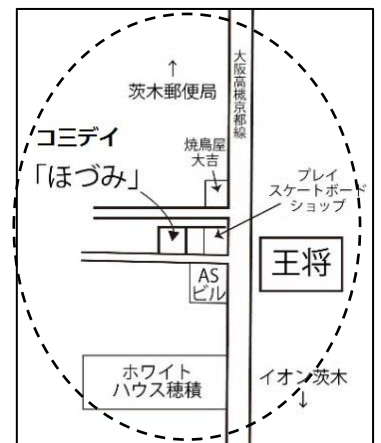 大阪高槻京都線
↑
茨木郵便局
コ三デイ
「ほづみ」
焼鳥屋
大吉
プレイ
スケートボード
ショップ
王将
AS
ビル
ホワイト
ハウス穂積
イオン茨木
↓